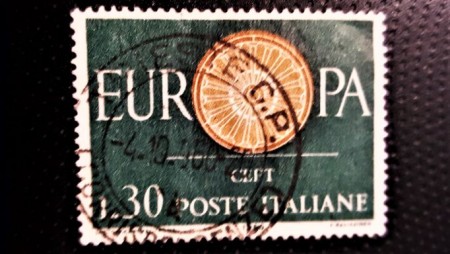 EUROPA
CEPT
L.30 POSTE ITALIANE
G.P.